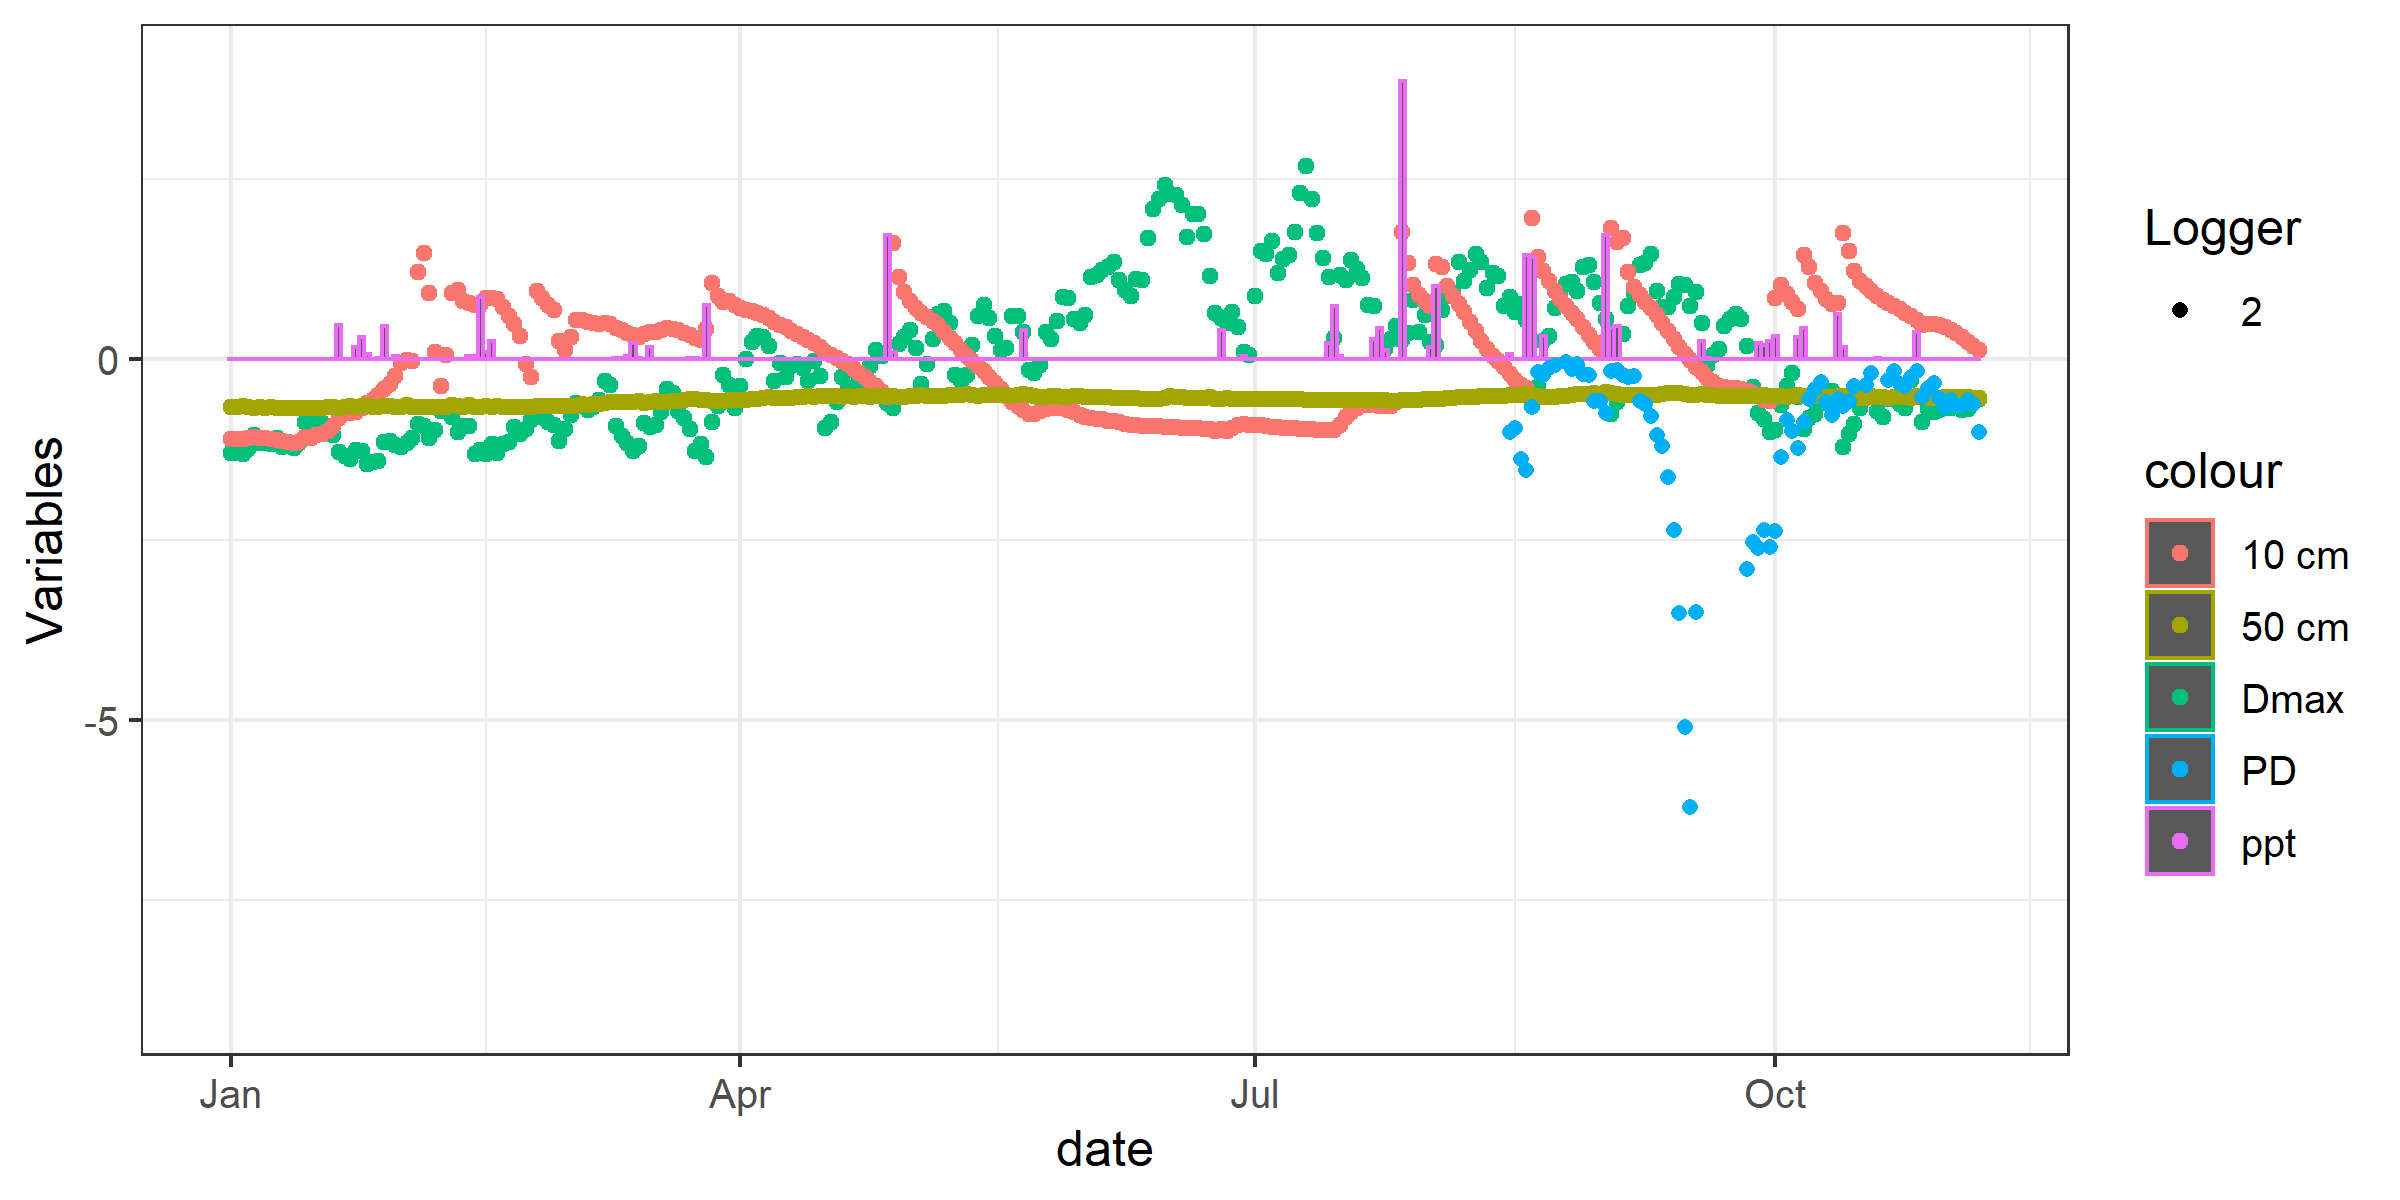 Variables
0
-5
Jan
Apr
Jul
Oct
date
Logger
2
colour
10 cm
50 cm
Dmax
PD
ppt